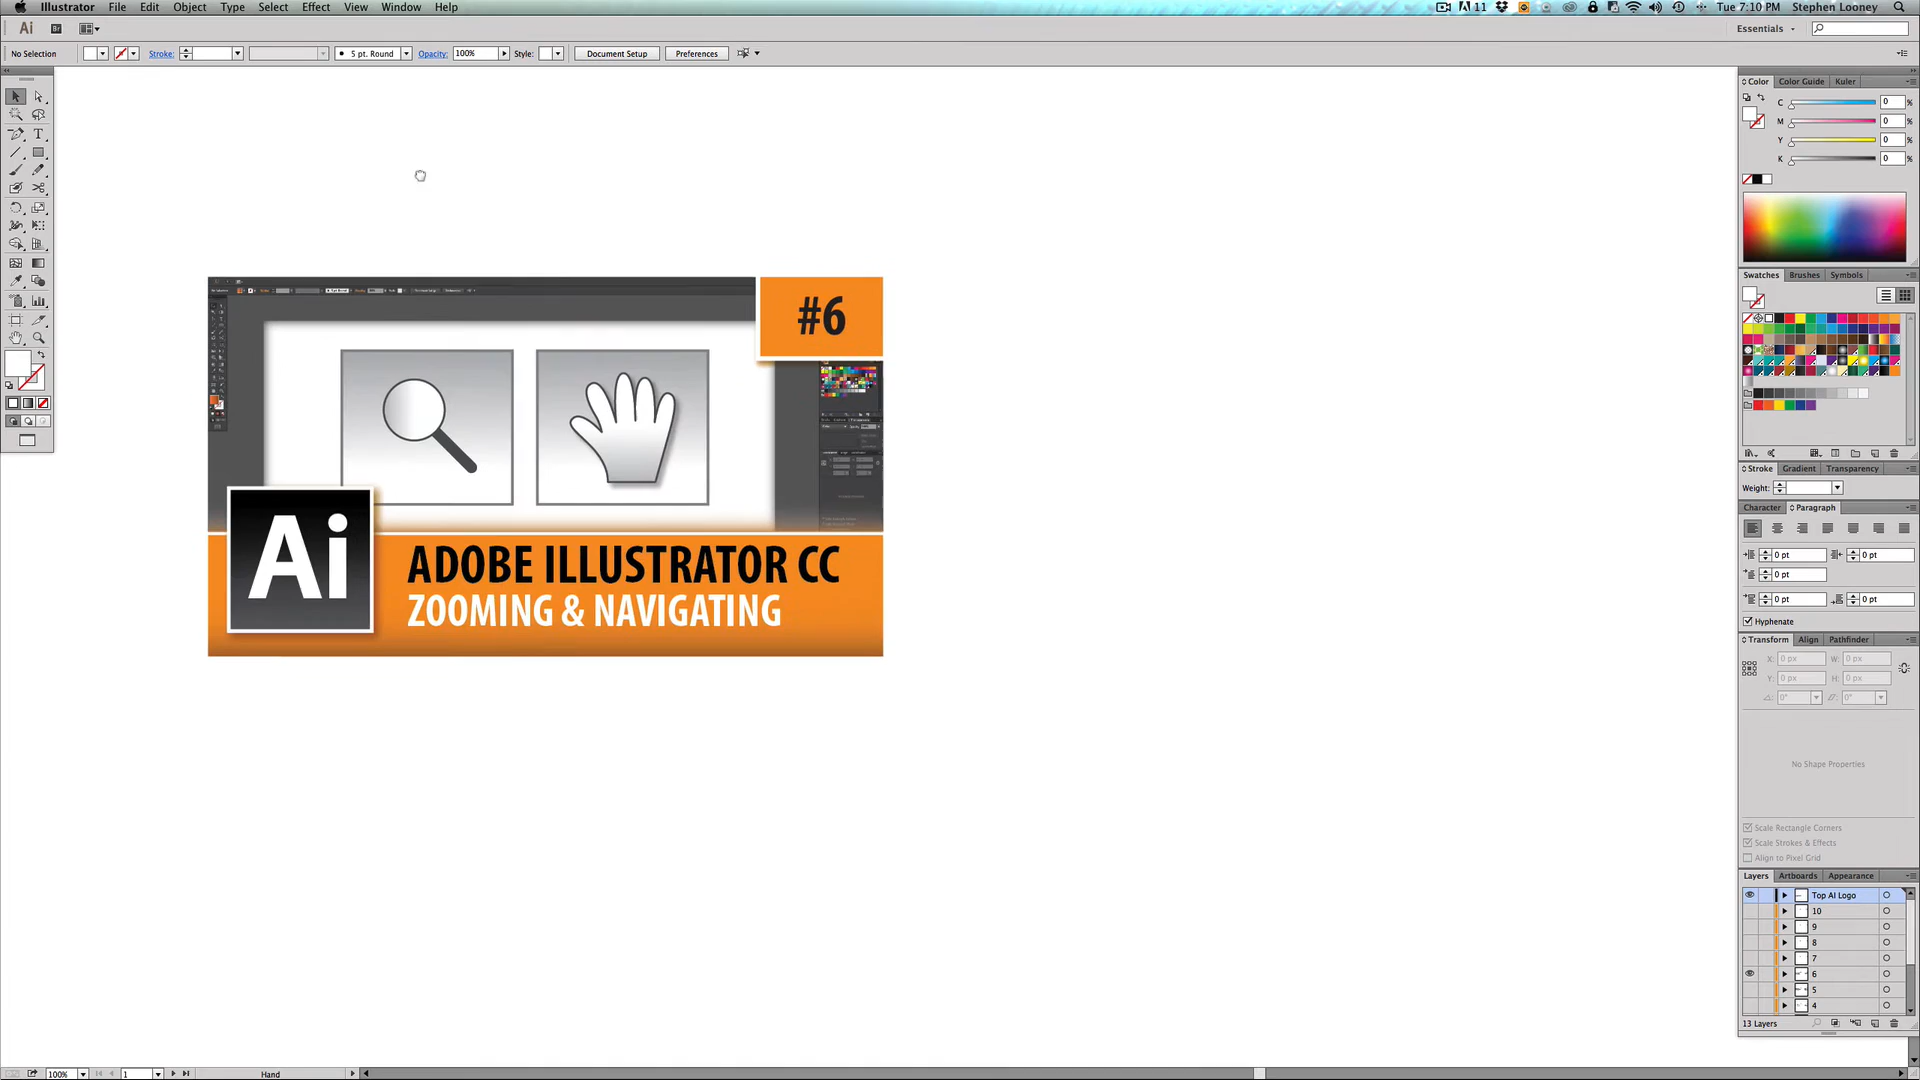 Illustrator File Edit Object Type Select Effect View Window Help
11 Tue 7:10 PM Stephen Looney
Ai Br Essentials
No Selection Stroke: 5 pt. Round Opacity: 100% Style: Document Setup Preferences
Color Color Guide Kuler
C 0 %
M 0 %
Y 0 %
K 0 %
T
#6
Swatches Brushes Symbols
Stroke Gradient Transparency
Weight:
Character Paragraph
0 pt 0 pt
0 pt
0 pt 0 pt
Hyphenate
Ai
ADOBE ILLUSTRATOR CC
ZOOMING & NAVIGATING
Transform Align Pathfinder
X: 0 px W: 0 px
Y: 0 px H: 0 px
0° 0°
No Shape Properties
Scale Rectangle Corners
Scale Strokes & Effects
Align to Pixel Grid
Layers Artboards Appearance
Top AI Logo
10
9
8
7
6
5
4
13 Layers
100% 1 Hand